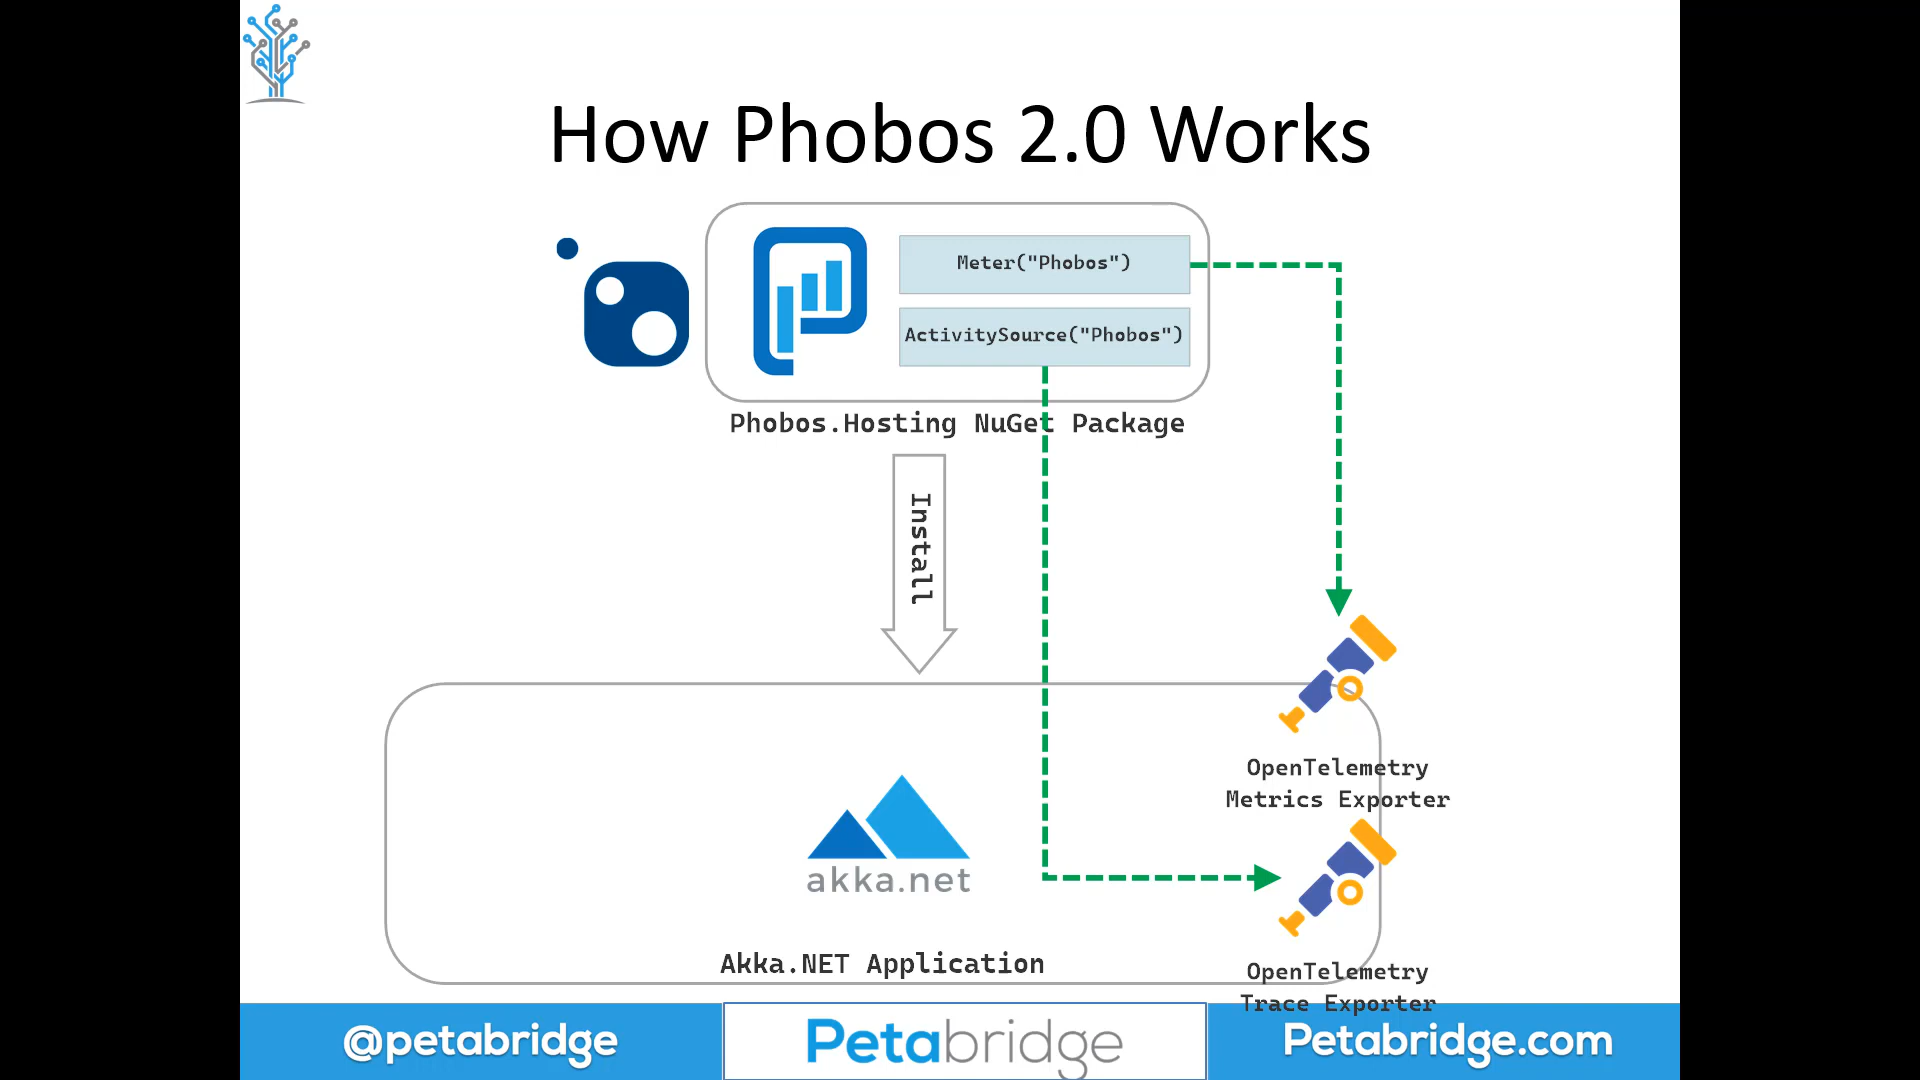 How Phobos 2.0 Works
Meter("Phobos")
ActivitySource("Phobos")
Phobos.Hosting NuGet Package
Install
OpenTelemetry
Metrics Exporter
akka.net
Akka.NET Application
OpenTelemetry
Trace Exporter
@petabridge
Petabridge
Petabridge.com